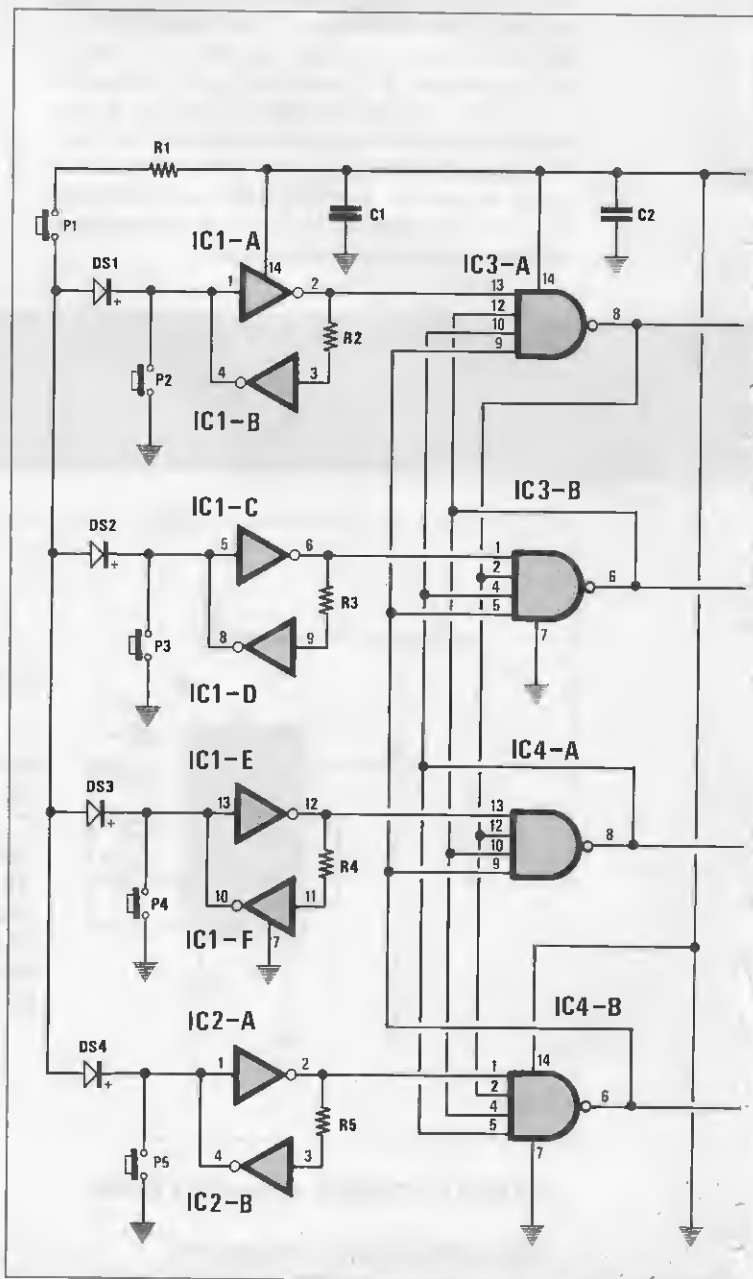 R1
P1
C1
C2
IC1-A
14
DS1
+
1
2
IC3-A
14
13
12
10
9
8
R2
P2
4
3
IC1-B
IC3-B
IC1-C
DS2
+
5
6
1
2
4
5
6
7
R3
P3
8
9
IC1-D
IC4-A
IC1-E
DS3
+
13
12
13
12
10
9
8
R4
P4
10
11
7
IC1-F
IC4-B
IC2-A
DS4
+
1
2
14
1
2
4
5
6
7
R5
P5
4
3
IC2-B